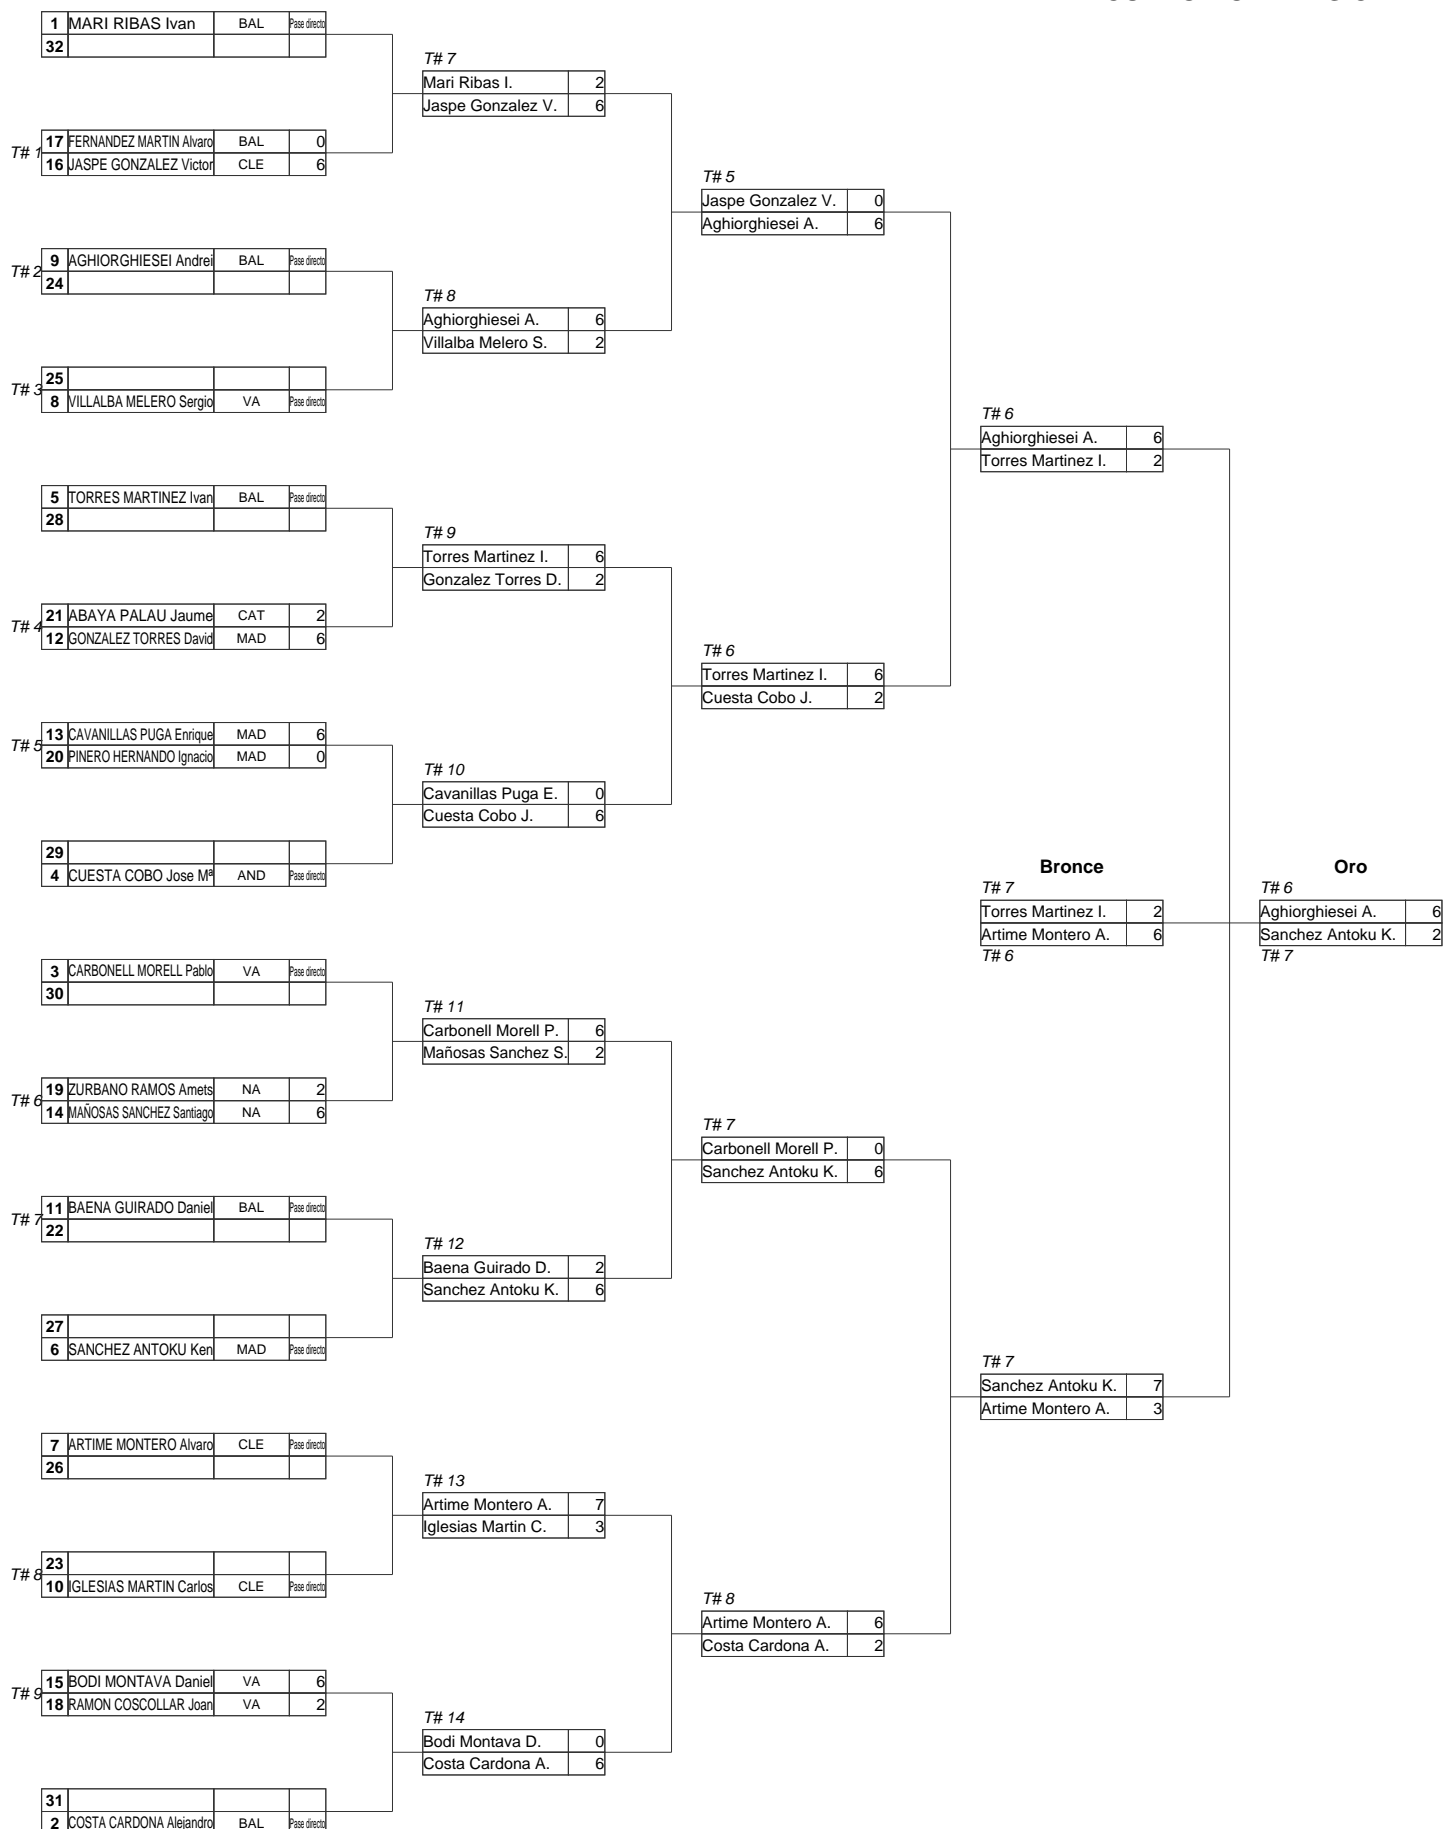 1 MARI RIBAS Ivan BAL Pase directo
32
T# 1
17 FERNANDEZ MARTIN Alvaro BAL 0
16 JASPE GONZALEZ Victor CLE 6
T# 2
9 AGHIORGHIESEI Andrei BAL Pase directo
24
T# 3
25
8 VILLALBA MELERO Sergio VA Pase directo
5 TORRES MARTINEZ Ivan BAL Pase directo
28
T# 4
21 ABAYA PALAU Jaume CAT 2
12 GONZALEZ TORRES David MAD 6
T# 5
13 CAVANILLAS PUGA Enrique MAD 6
20 PINERO HERNANDO Ignacio MAD 0
29
4 CUESTA COBO Jose Mª AND Pase directo
3 CARBONELL MORELL Pablo VA Pase directo
30
T# 6
19 ZURBANO RAMOS Amets NA 2
14 MAÑOSAS SANCHEZ Santiago NA 6
T# 7
11 BAENA GUIRADO Daniel BAL Pase directo
22
27
6 SANCHEZ ANTOKU Ken MAD Pase directo
7 ARTIME MONTERO Alvaro CLE Pase directo
26
T# 8
23
10 IGLESIAS MARTIN Carlos CLE Pase directo
T# 9
15 BODI MONTAVA Daniel VA 6
18 RAMON COSCOLLAR Joan VA 2
31
2 COSTA CARDONA Alejandro BAL Pase directo
T# 7
Mari Ribas I. 2
Jaspe Gonzalez V. 6
T# 8
Aghiorghiesei A. 6
Villalba Melero S. 2
T# 9
Torres Martinez I. 6
Gonzalez Torres D. 2
T# 10
Cavanillas Puga E. 0
Cuesta Cobo J. 6
T# 11
Carbonell Morell P. 6
Mañosas Sanchez S. 2
T# 12
Baena Guirado D. 2
Sanchez Antoku K. 6
T# 13
Artime Montero A. 7
Iglesias Martin C. 3
T# 14
Bodi Montava D. 0
Costa Cardona A. 6
T# 5
Jaspe Gonzalez V. 0
Aghiorghiesei A. 6
T# 6
Torres Martinez I. 6
Cuesta Cobo J. 2
T# 7
Carbonell Morell P. 0
Sanchez Antoku K. 6
T# 8
Artime Montero A. 6
Costa Cardona A. 2
T# 6
Aghiorghiesei A. 6
Torres Martinez I. 2
T# 7
Sanchez Antoku K. 7
Artime Montero A. 3
Bronce
T# 7
Torres Martinez I. 2
Artime Montero A. 6
T# 6
Oro
T# 6
Aghiorghiesei A. 6
Sanchez Antoku K. 2
T# 7